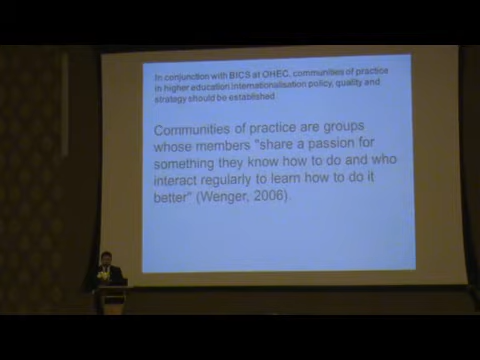 In conjunction with BICS at OHEC, communities of practice
in higher education internationalisation policy, quality and
strategy should be established
Communities of practice are groups
whose members "share a passion for
something they know how to do and who
interact regularly to learn how to do it
better" (Wenger, 2006).